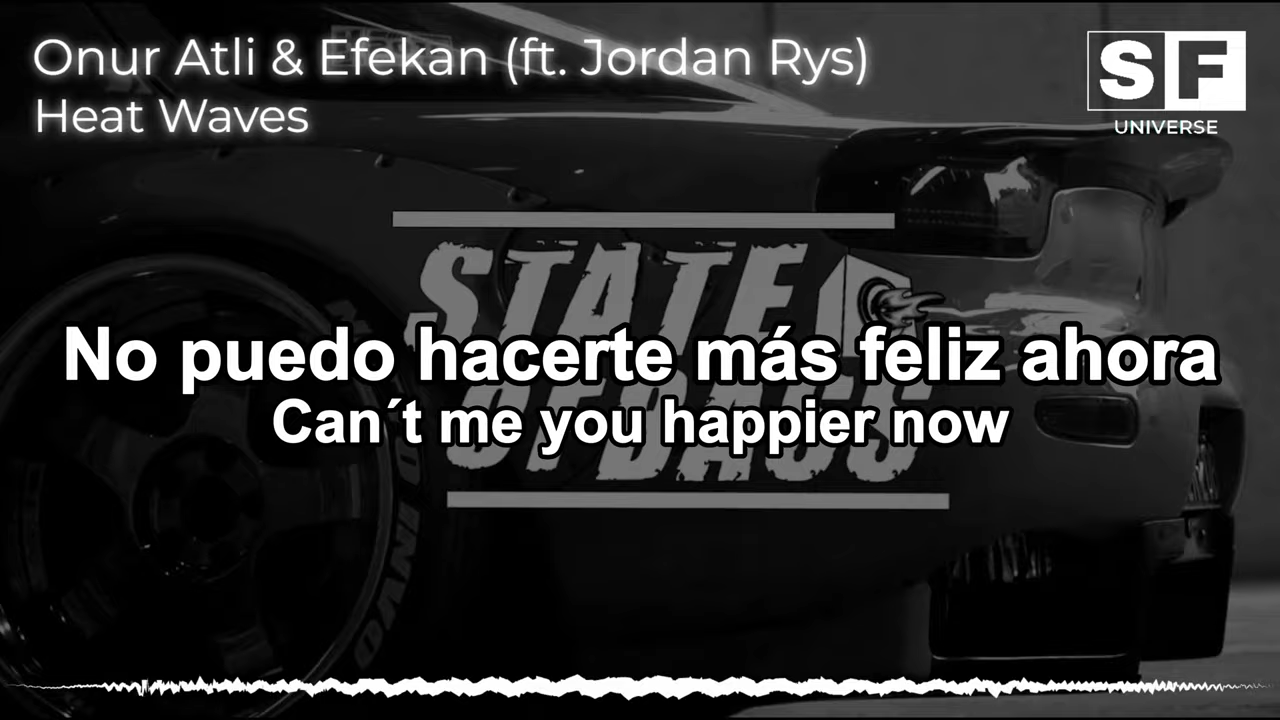 Onur Atli & Efekan (ft. Jordan Rys)
Heat Waves
SF
UNIVERSE
STATE
No puedo hacerte más feliz ahora
Can´t me you happier now